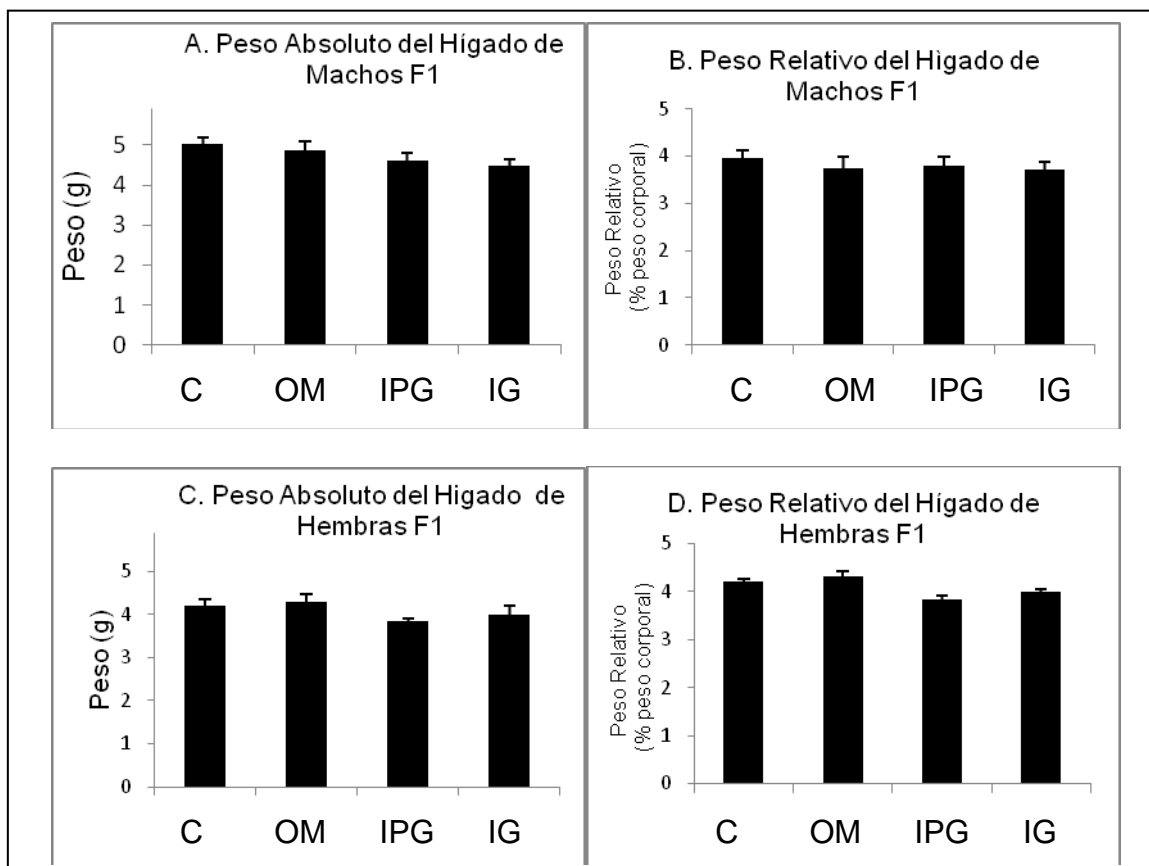 A. Peso Absoluto del Hígado de
Machos F1
Peso (g)
5
4
3
2
1
0
C OM IPG IG
B. Peso Relativo del Hìgado de
Machos F1
Peso Relativo
(% peso corporal)
5
4
3
2
1
0
C OM IPG IG
C. Peso Absoluto del Higado de
Hembras F1
Peso (g)
5
4
3
2
1
0
C OM IPG IG
D. Peso Relativo del Hígado de
Hembras F1
Peso Relativo
(% peso corporal)
5
4
3
2
1
0
C OM IPG IG